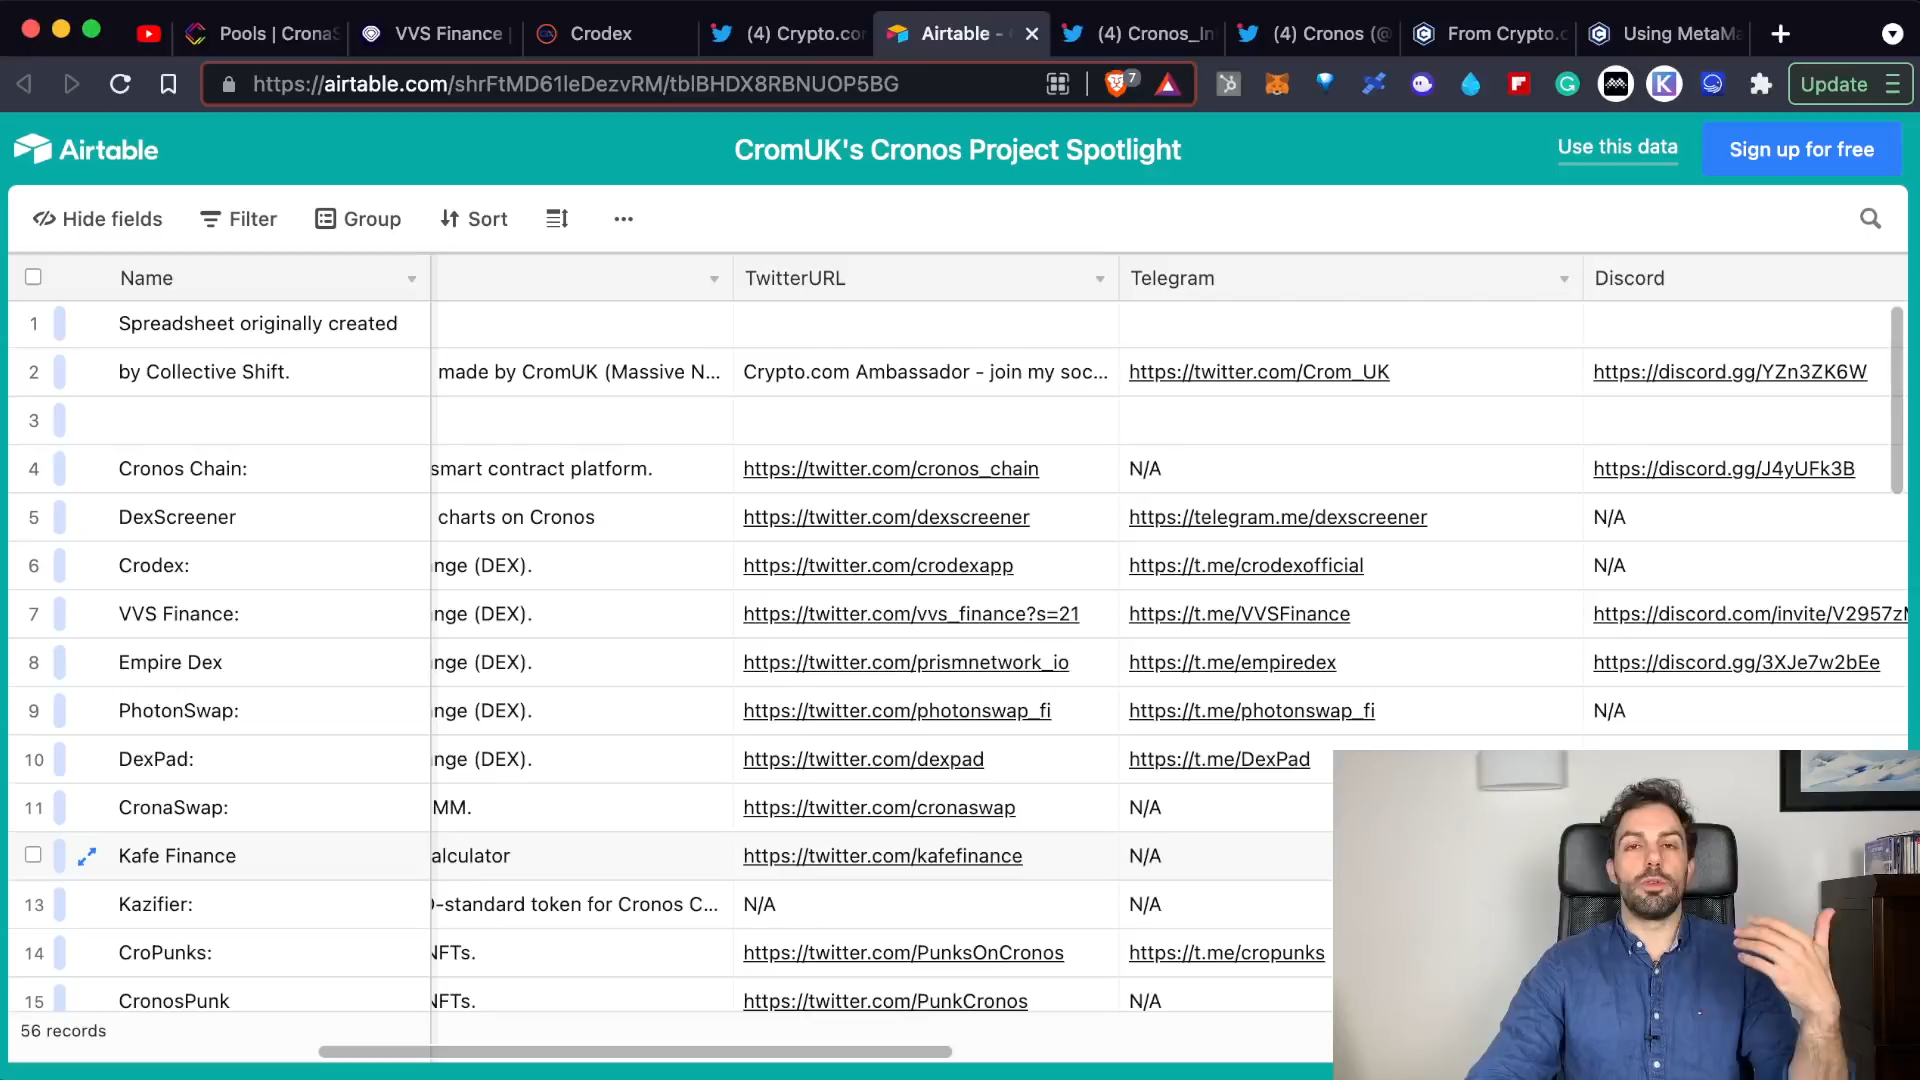 Pools | Crona
VVS Finance
Crodex
(4) Crypto.co
Airtable -
(4) Cronos_In
(4) Cronos (@
From Crypto.c
Using MetaMa
https://airtable.com/shrFtMD61leDezvRM/tblBHDX8RBNUOP5BG
7
Update
Airtable
CromUK's Cronos Project Spotlight
Use this data
Sign up for free
Hide fields
Filter
Group
Sort
Name
TwitterURL
Telegram
Discord
1 Spreadsheet originally created
2 by Collective Shift. made by CromUK (Massive N... Crypto.com Ambassador - join my soc... https://twitter.com/Crom_UK https://discord.gg/YZn3ZK6W
3
4 Cronos Chain: smart contract platform. https://twitter.com/cronos_chain N/A https://discord.gg/J4yUFk3B
5 DexScreener charts on Cronos https://twitter.com/dexscreener https://telegram.me/dexscreener N/A
6 Crodex: nge (DEX). https://twitter.com/crodexapp https://t.me/crodexofficial N/A
7 VVS Finance: nge (DEX). https://twitter.com/vvs_finance?s=21 https://t.me/VVSFinance https://discord.com/invite/V2957zM
8 Empire Dex nge (DEX). https://twitter.com/prismnetwork_io https://t.me/empiredex https://discord.gg/3XJe7w2bEe
9 PhotonSwap: nge (DEX). https://twitter.com/photonswap_fi https://t.me/photonswap_fi N/A
10 DexPad: nge (DEX). https://twitter.com/dexpad https://t.me/DexPad
11 CronaSwap: MM. https://twitter.com/cronaswap N/A
Kafe Finance alculator https://twitter.com/kafefinance N/A
13 Kazifier: -standard token for Cronos C... N/A N/A
14 CroPunks: NFTs. https://twitter.com/PunksOnCronos https://t.me/cropunks
15 CronosPunk NFTs. https://twitter.com/PunkCronos N/A
56 records